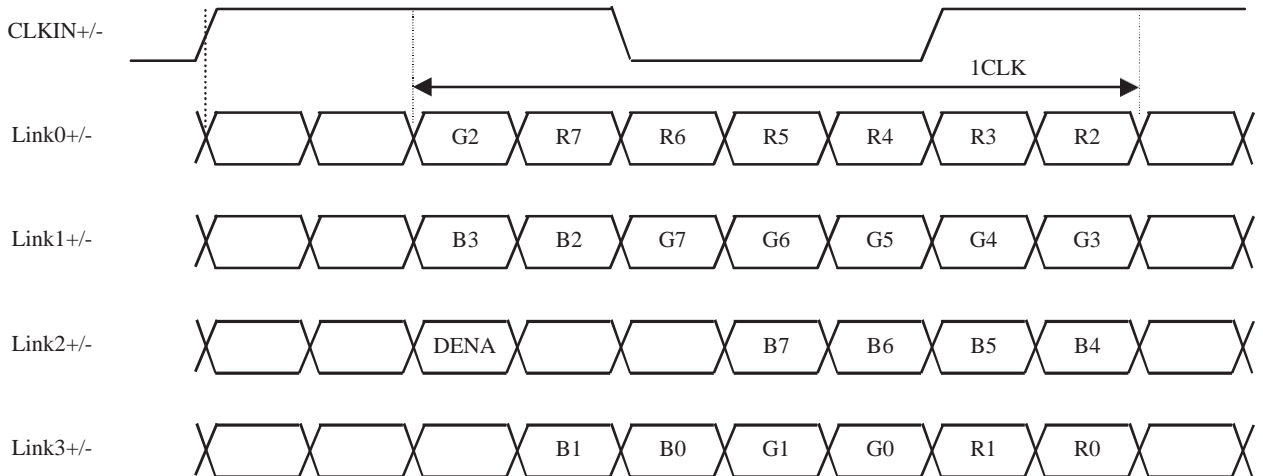 CLKIN+/-
1CLK
Link0+/- G2 R7 R6 R5 R4 R3 R2
Link1+/- B3 B2 G7 G6 G5 G4 G3
Link2+/- DENA B7 B6 B5 B4
Link3+/- B1 B0 G1 G0 R1 R0